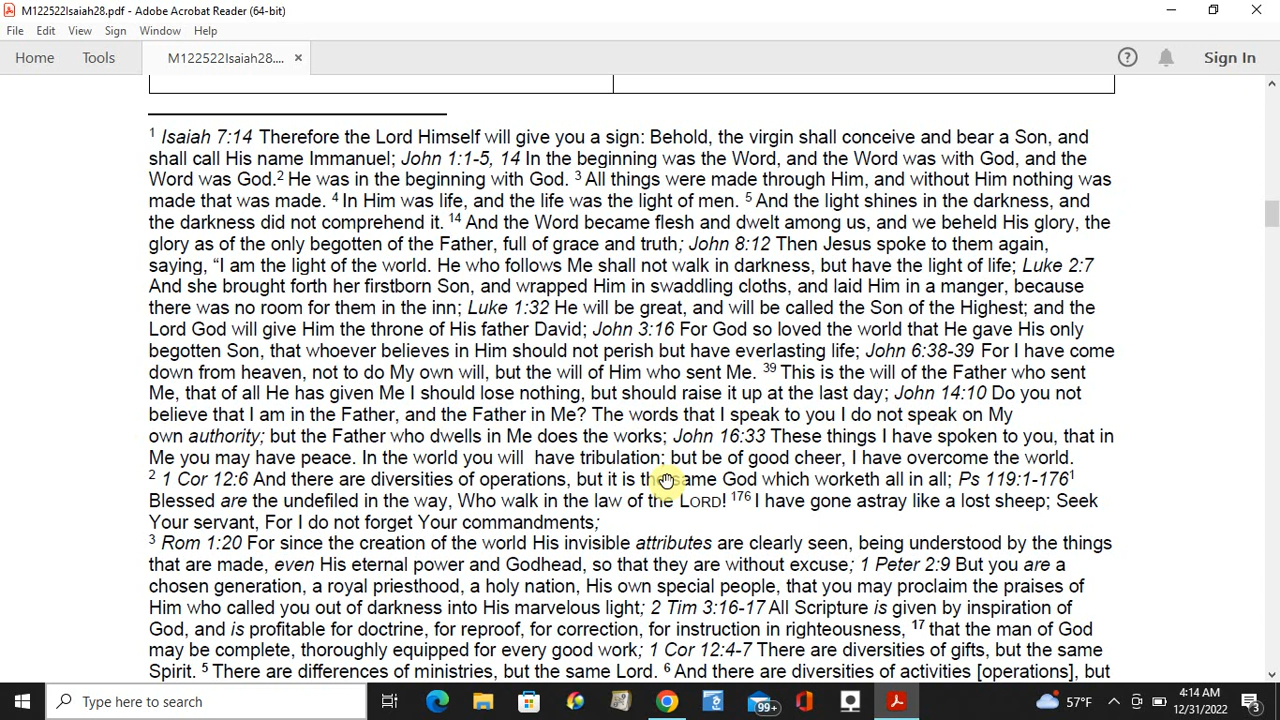 M122522Isaiah28.pdf - Adobe Acrobat Reader (64-bit)
File Edit View Sign Window Help
Home Tools M122522Isaiah28.... × Sign In
1 Isaiah 7:14 Therefore the Lord Himself will give you a sign: Behold, the virgin shall conceive and bear a Son, and
shall call His name Immanuel; John 1:1-5, 14 In the beginning was the Word, and the Word was with God, and the
Word was God.2 He was in the beginning with God. 3 All things were made through Him, and without Him nothing was
made that was made. 4 In Him was life, and the life was the light of men. 5 And the light shines in the darkness, and
the darkness did not comprehend it. 14 And the Word became flesh and dwelt among us, and we beheld His glory, the
glory as of the only begotten of the Father, full of grace and truth; John 8:12 Then Jesus spoke to them again,
saying, “I am the light of the world. He who follows Me shall not walk in darkness, but have the light of life; Luke 2:7
And she brought forth her firstborn Son, and wrapped Him in swaddling cloths, and laid Him in a manger, because
there was no room for them in the inn; Luke 1:32 He will be great, and will be called the Son of the Highest; and the
Lord God will give Him the throne of His father David; John 3:16 For God so loved the world that He gave His only
begotten Son, that whoever believes in Him should not perish but have everlasting life; John 6:38-39 For I have come
down from heaven, not to do My own will, but the will of Him who sent Me. 39 This is the will of the Father who sent
Me, that of all He has given Me I should lose nothing, but should raise it up at the last day; John 14:10 Do you not
believe that I am in the Father, and the Father in Me? The words that I speak to you I do not speak on My
own authority; but the Father who dwells in Me does the works; John 16:33 These things I have spoken to you, that in
Me you may have peace. In the world you will have tribulation; but be of good cheer, I have overcome the world.
2 1 Cor 12:6 And there are diversities of operations, but it is the same God which worketh all in all; Ps 119:1-176 1
Blessed are the undefiled in the way, Who walk in the law of the LORD! 176 I have gone astray like a lost sheep; Seek
Your servant, For I do not forget Your commandments;
3 Rom 1:20 For since the creation of the world His invisible attributes are clearly seen, being understood by the things
that are made, even His eternal power and Godhead, so that they are without excuse; 1 Peter 2:9 But you are a
chosen generation, a royal priesthood, a holy nation, His own special people, that you may proclaim the praises of
Him who called you out of darkness into His marvelous light; 2 Tim 3:16-17 All Scripture is given by inspiration of
God, and is profitable for doctrine, for reproof, for correction, for instruction in righteousness, 17 that the man of God
may be complete, thoroughly equipped for every good work; 1 Cor 12:4-7 There are diversities of gifts, but the same
Spirit. 5 There are differences of ministries, but the same Lord. 6 And there are diversities of activities [operations], but
Type here to search 99+ 57°F 4:14 AM
12/31/2022 3